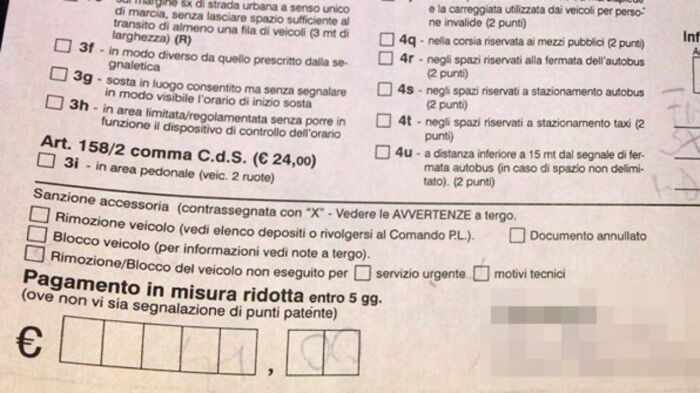 sul margine sx di strada urbana a senso unico
di marcia, senza lasciare spazio sufficiente al
transito di almeno una fila di veicoli (3 mt di
larghezza) (R)
3f - in modo diverso da quello prescritto dalla se-
gnaletica
3g - sosta in luogo consentito ma senza segnalare
in modo visibile l'orario di inizio sosta
3h - in area limitata/regolamentata senza porre in
funzione il dispositivo di controllo dell'orario
Art. 158/2 comma C.d.S. (€ 24,00)
3i - in area pedonale (veic. 2 ruote)
e la carreggiata utilizzata dai veicoli per perso-
ne invalide (2 punti)
4q - nella corsia riservata ai mezzi pubblici (2 punti)
4r - negli spazi riservati alla fermata dell'autobus
(2 punti)
4s - negli spazi riservati a stazionamento autobus
(2 punti)
4t - negli spazi riservati a stazionamento taxi (2
punti)
4u - a distanza inferiore a 15 mt dal segnale di fer-
mata autobus (in caso di spazio non delimi-
tato). (2 punti)
Inf
Sanzione accessoria (contrassegnata con "X" - Vedere le AVVERTENZE a tergo.
Rimozione veicolo (vedi elenco depositi o rivolgersi al Comando P.L.). Documento annullato
Blocco veicolo (per informazioni vedi note a tergo).
Rimozione/Blocco del veicolo non eseguito per servizio urgente motivi tecnici
Pagamento in misura ridotta entro 5 gg.
(ove non vi sia segnalazione di punti patente)
€ ,